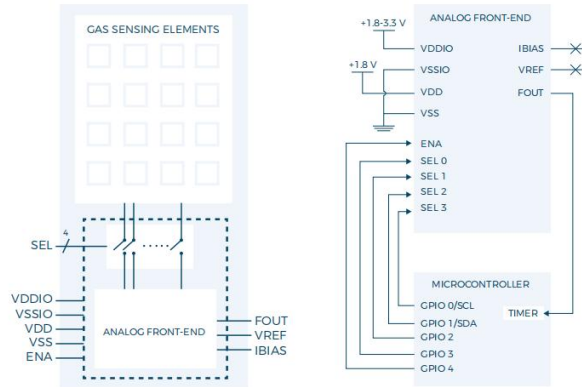 GAS SENSING ELEMENTS
SEL
4
VDDIO
VSSIO
VDD
VSS
ENA
ANALOG FRONT-END
FOUT
VREF
IBIAS
ANALOG FRONT-END
+1.8-3.3 V
+1.8 V
VDDIO
VSSIO
VDD
VSS
ENA
SEL 0
SEL 1
SEL 2
SEL 3
IBIAS
VREF
FOUT
MICROCONTROLLER
GPIO 0/SCL
GPIO 1/SDA
GPIO 2
GPIO 3
GPIO 4
TIMER